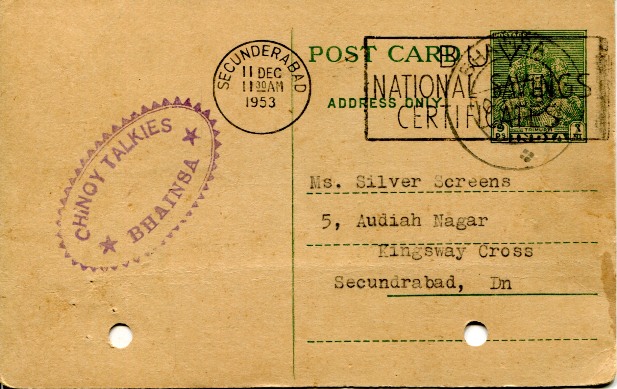 SECUNDERABAD
11 DEC
11 30 AM
1953
POST CARD
ADDRESS ONLY
NATIONAL SAVINGS
CERTIFICATES
INDIA
CHINOY TALKIES
★ BHAINSA ★
Ms. Silver Screens
5, Audiah Nagar
Kingsway Cross
Secundrabad, Dn